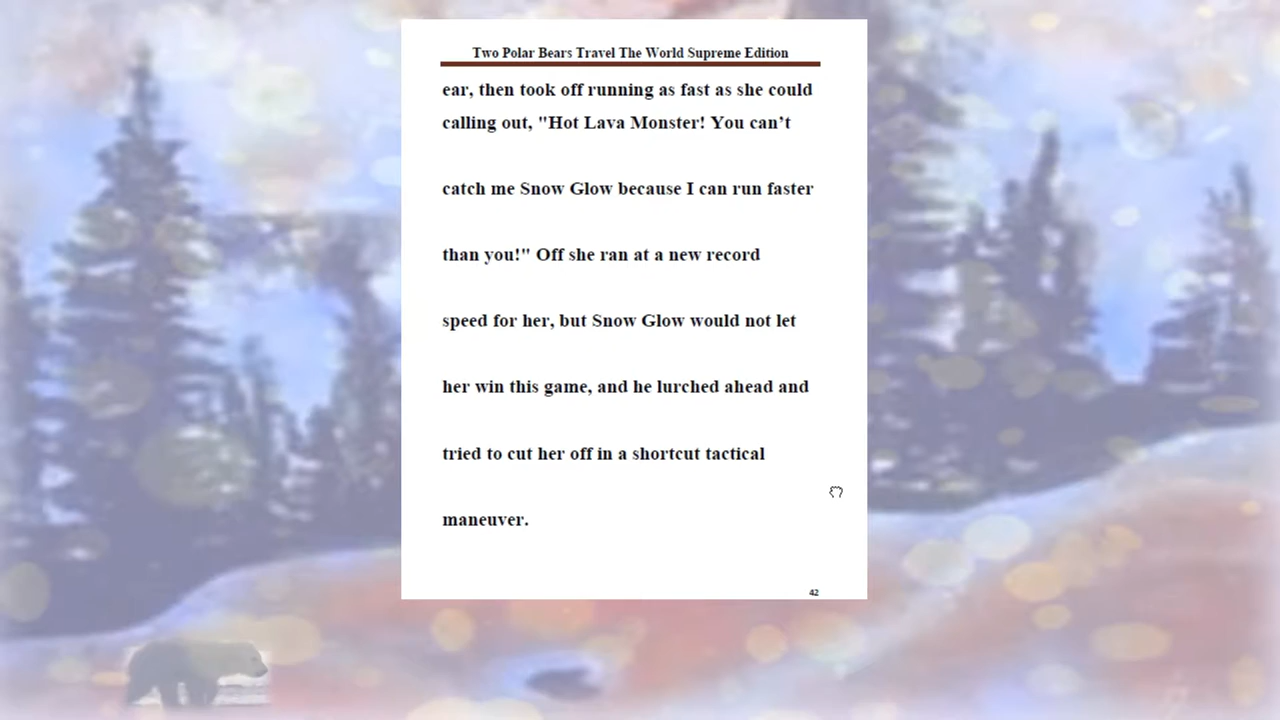 Two Polar Bears Travel The World Supreme Edition
ear, then took off running as fast as she could
calling out, "Hot Lava Monster! You can’t
catch me Snow Glow because I can run faster
than you!" Off she ran at a new record
speed for her, but Snow Glow would not let
her win this game, and he lurched ahead and
tried to cut her off in a shortcut tactical
maneuver.
42